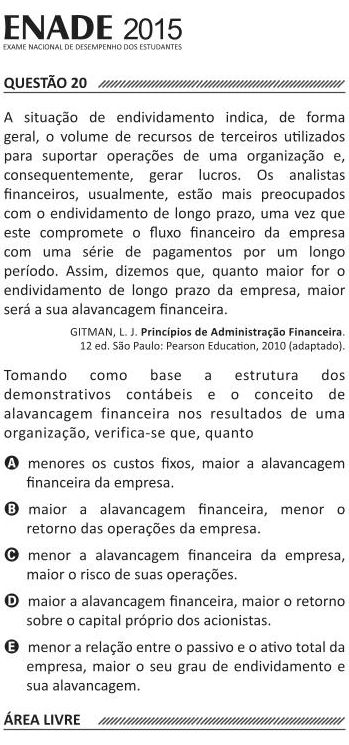 ENADE 2015
EXAME NACIONAL DE DESEMPENHO DOS ESTUDANTES
QUESTÃO 20
A situação de endividamento indica, de forma
geral, o volume de recursos de terceiros utilizados
para suportar operações de uma organização e,
consequentemente, gerar lucros. Os analistas
financeiros, usualmente, estão mais preocupados
com o endividamento de longo prazo, uma vez que
este compromete o fluxo financeiro da empresa
com uma série de pagamentos por um longo
período. Assim, dizemos que, quanto maior for o
endividamento de longo prazo da empresa, maior
será a sua alavancagem financeira.
GITMAN, L. J. Princípios de Administração Financeira.
12 ed. São Paulo: Pearson Education, 2010 (adaptado).
Tomando como base a estrutura dos
demonstrativos contábeis e o conceito de
alavancagem financeira nos resultados de uma
organização, verifica-se que, quanto
A menores os custos fixos, maior a alavancagem
financeira da empresa.
B maior a alavancagem financeira, menor o
retorno das operações da empresa.
C menor a alavancagem financeira da empresa,
maior o risco de suas operações.
D maior a alavancagem financeira, maior o retorno
sobre o capital próprio dos acionistas.
E menor a relação entre o passivo e o ativo total da
empresa, maior o seu grau de endividamento e
sua alavancagem.
ÁREA LIVRE